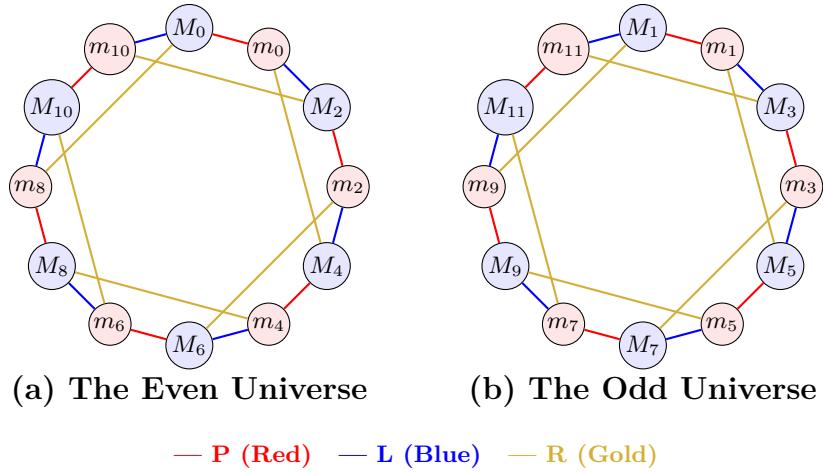 M₀ M₁
m₁₀ m₀ m₁₁ m₁
M₁₀ M₂ M₁₁ M₃
m₈ m₂ m₉ m₃
M₈ M₄ M₉ M₅
m₆ m₄ m₇ m₅
M₆ M₇
(a) The Even Universe (b) The Odd Universe
— P (Red) — L (Blue) — R (Gold)